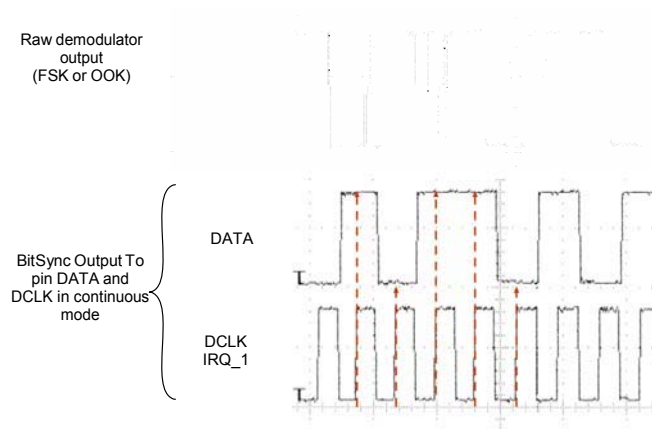 Raw demodulator
output
(FSK or OOK)
DATA
BitSync Output To
pin DATA and
DCLK in continuous
mode
DCLK
IRQ_1